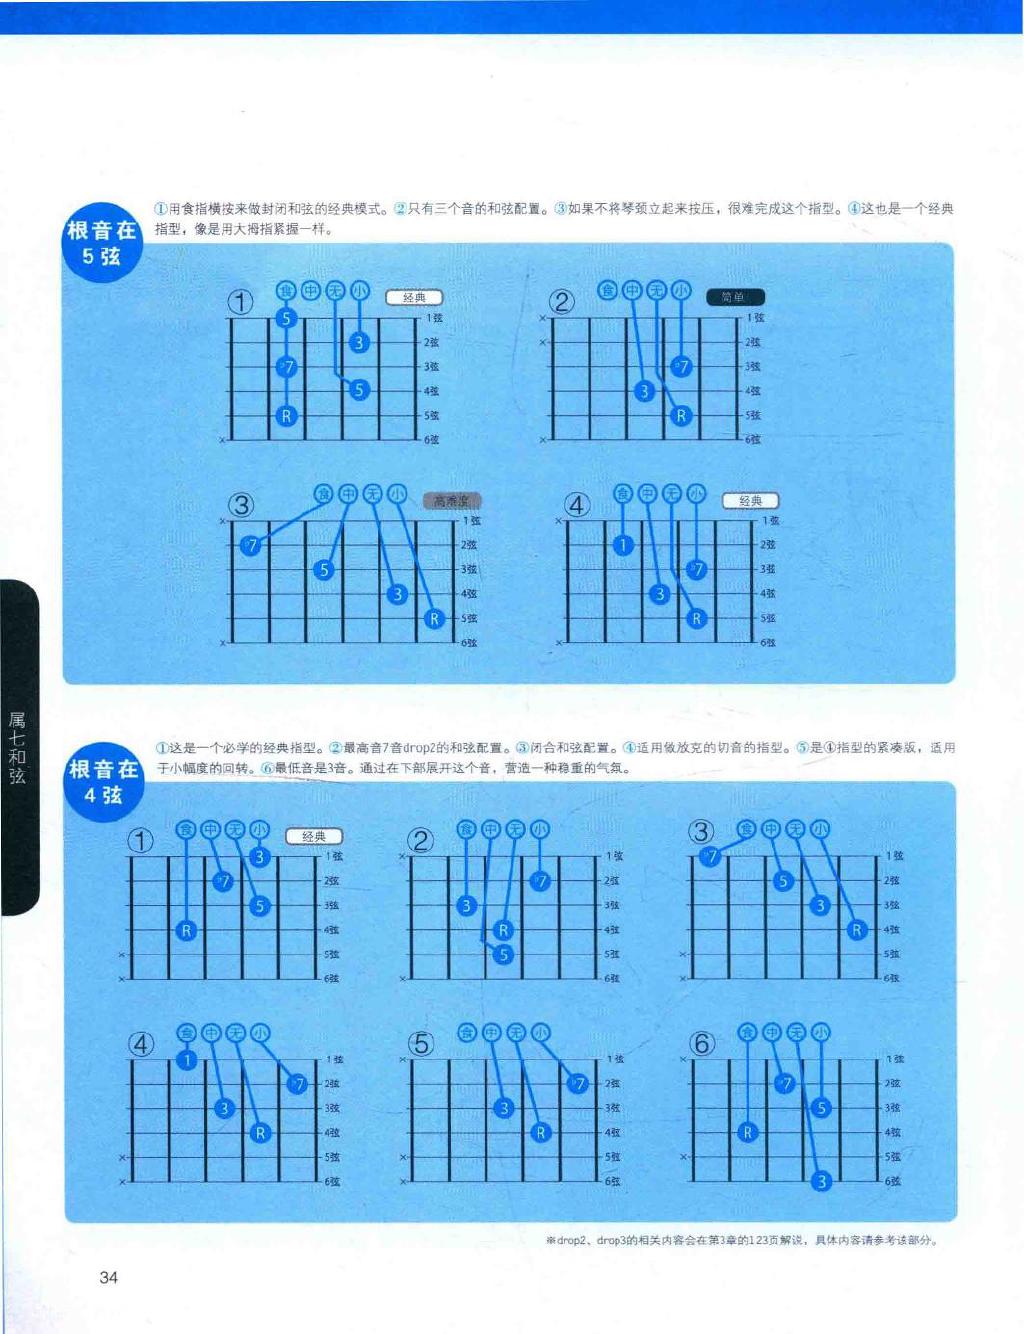 根音在
5 弦
①用食指横按来做封闭和弦的经典模式。②只有三个音的和弦配置。③如果不将琴颈立起来按压，很难完成这个指型。④这也是一个经典
指型，像是用大拇指紧握一样。
① 食 中 无 小 经典
5 1弦
3 2弦
♭7 3弦
5 4弦
R 5弦
× 6弦
② 食 中 无 小 简单
× 1弦
× 2弦
♭7 3弦
3 4弦
R 5弦
× 6弦
③ 食 中 无 小 高难度
× 1弦
♭7 2弦
5 3弦
3 4弦
R 5弦
× 6弦
④ 食 中 无 小 经典
× 1弦
1 2弦
♭7 3弦
3 4弦
R 5弦
× 6弦
属七和弦
根音在
4 弦
①这是一个必学的经典指型。②最高音7音drop2的和弦配置。③闭合和弦配置。④适用做放克的切音的指型。⑤是④指型的紧凑版，适用
于小幅度的回转。⑥最低音是3音。通过在下部展开这个音，营造一种稳重的气氛。
① 食 中 无 小 经典
3 1弦
♭7 2弦
5 3弦
R 4弦
× 5弦
× 6弦
② 食 中 无 小
× 1弦
♭7 2弦
3 3弦
R 4弦
5 5弦
× 6弦
③ 食 中 无 小
♭7 1弦
5 2弦
3 3弦
R 4弦
× 5弦
× 6弦
④ 食 中 无 小
1 1弦
♭7 2弦
3 3弦
R 4弦
× 5弦
× 6弦
⑤ 食 中 无 小
× 1弦
♭7 2弦
3 3弦
R 4弦
× 5弦
× 6弦
⑥ 食 中 无 小
× 1弦
♭7 2弦
5 3弦
R 4弦
× 5弦
3 6弦
※drop2、drop3的相关内容会在第3章的123页解说，具体内容请参考该部分。
34